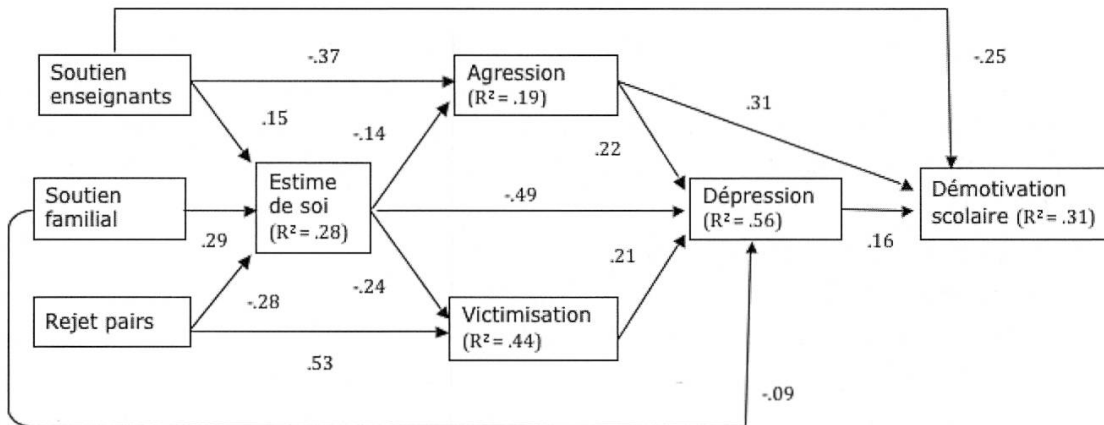 Soutien
enseignants
-.37
Agression
(R² = .19)
-.25
.31
.15
-.14
.22
Soutien
familial
Estime
de soi
(R² = .28)
-.49
Dépression
(R² = .56)
Démotivation
scolaire (R² = .31)
.29
.16
.21
-.28
-.24
Rejet pairs
Victimisation
(R² = .44)
.53
-.09